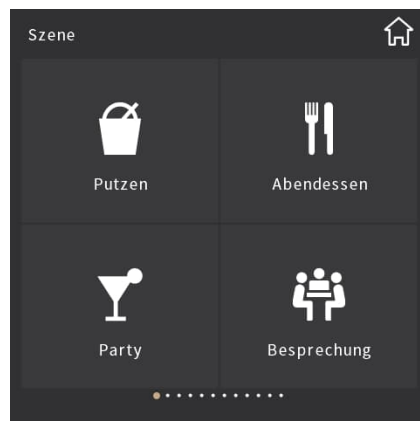 Szene
Putzen
Abendessen
Party
Besprechung